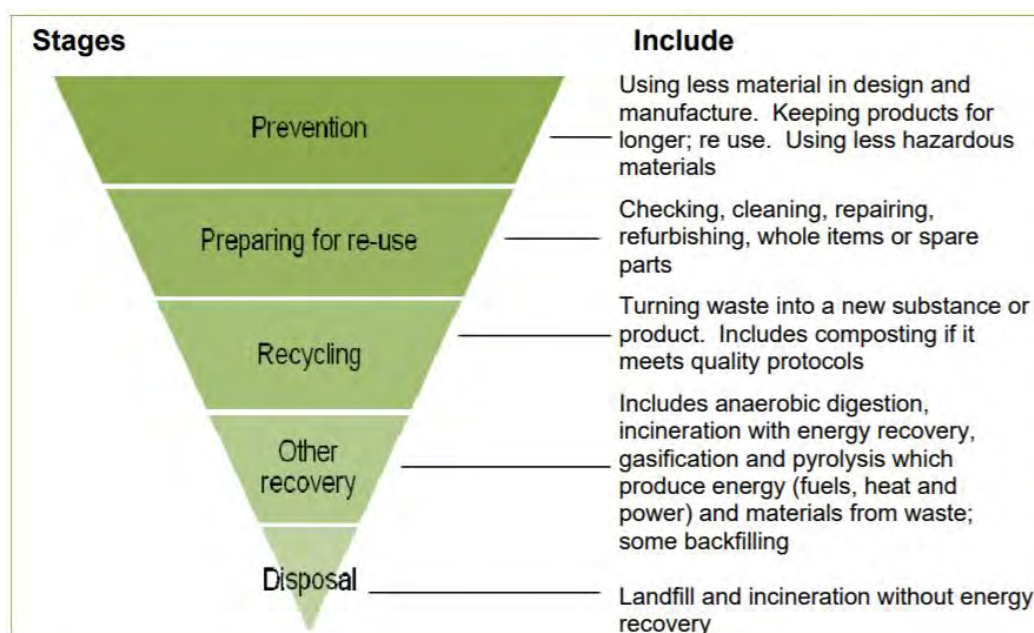 Stages
Include
Prevention
Using less material in design and
manufacture. Keeping products for
longer; re use. Using less hazardous
materials
Preparing for re-use
Checking, cleaning, repairing,
refurbishing, whole items or spare
parts
Recycling
Turning waste into a new substance or
product. Includes composting if it
meets quality protocols
Other
recovery
Includes anaerobic digestion,
incineration with energy recovery,
gasification and pyrolysis which
produce energy (fuels, heat and
power) and materials from waste;
some backfilling
Disposal
Landfill and incineration without energy
recovery